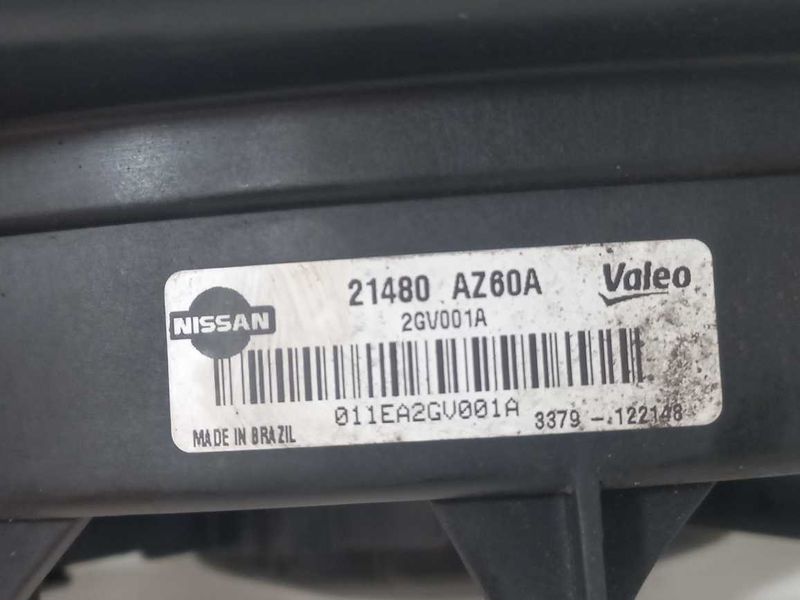 21480 AZ60A
Valeo
NISSAN
2GV001A
011EA2GV001A
3379 - 122148
MADE IN BRAZIL